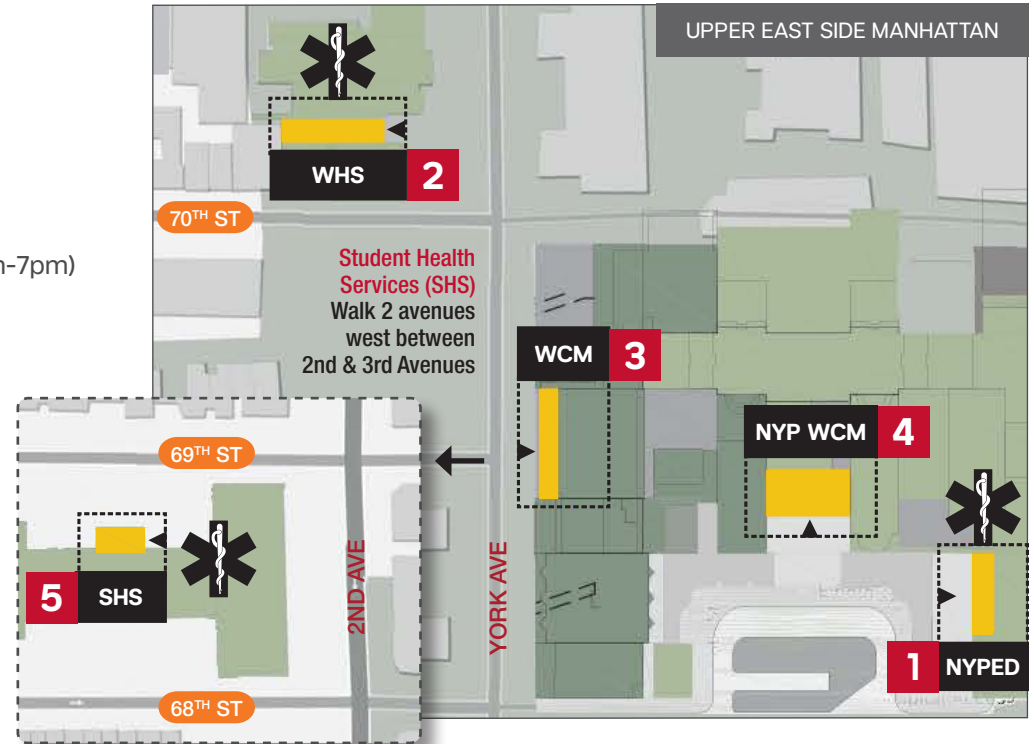 UPPER EAST SIDE MANHATTAN
WHS 2
70TH ST
-7pm)
Student Health
Services (SHS)
Walk 2 avenues
west between
2nd & 3rd Avenues
WCM 3
NYP WCM 4
69TH ST
5 SHS
2ND AVE
YORK AVE
1 NYPED
68TH ST